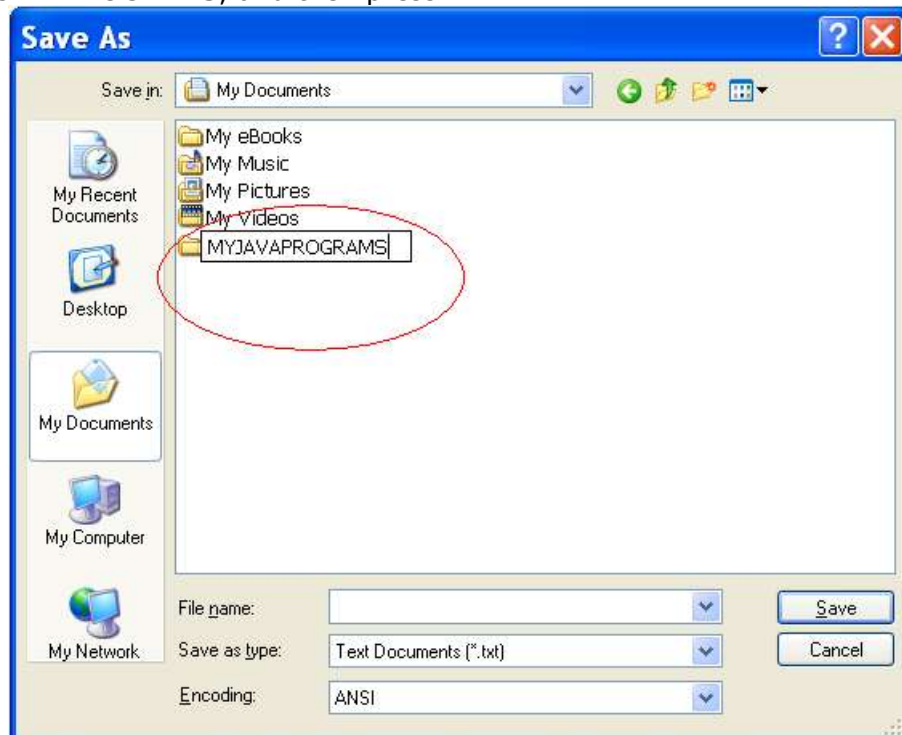 Save As
Save in: My Documents
My eBooks
My Music
My Pictures
My Videos
MYJAVAPROGRAMS
My Recent
Documents
Desktop
My Documents
My Computer
My Network
File name:
Save
Save as type: Text Documents (*.txt)
Cancel
Encoding: ANSI